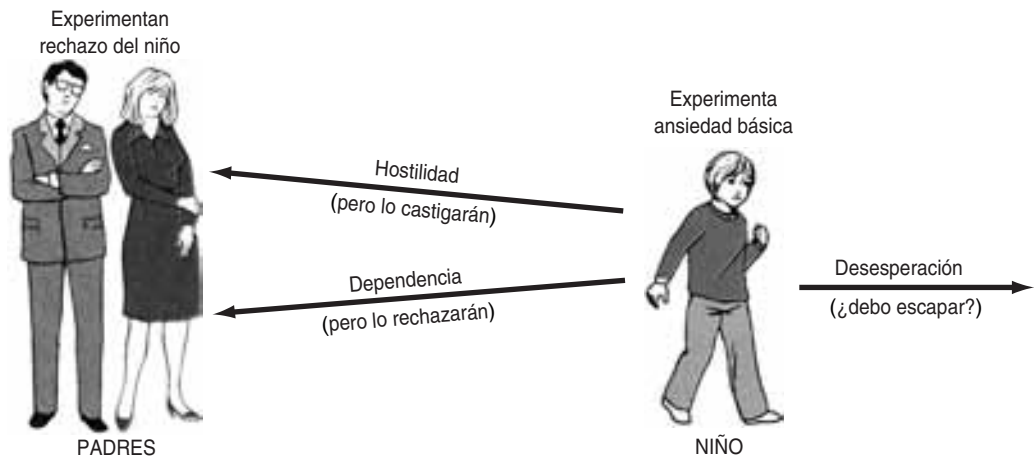 Experimentan
rechazo del niño
Experimenta
ansiedad básica
Hostilidad
(pero lo castigarán)
Dependencia
(pero lo rechazarán)
Desesperación
(¿debo escapar?)
PADRES
NIÑO